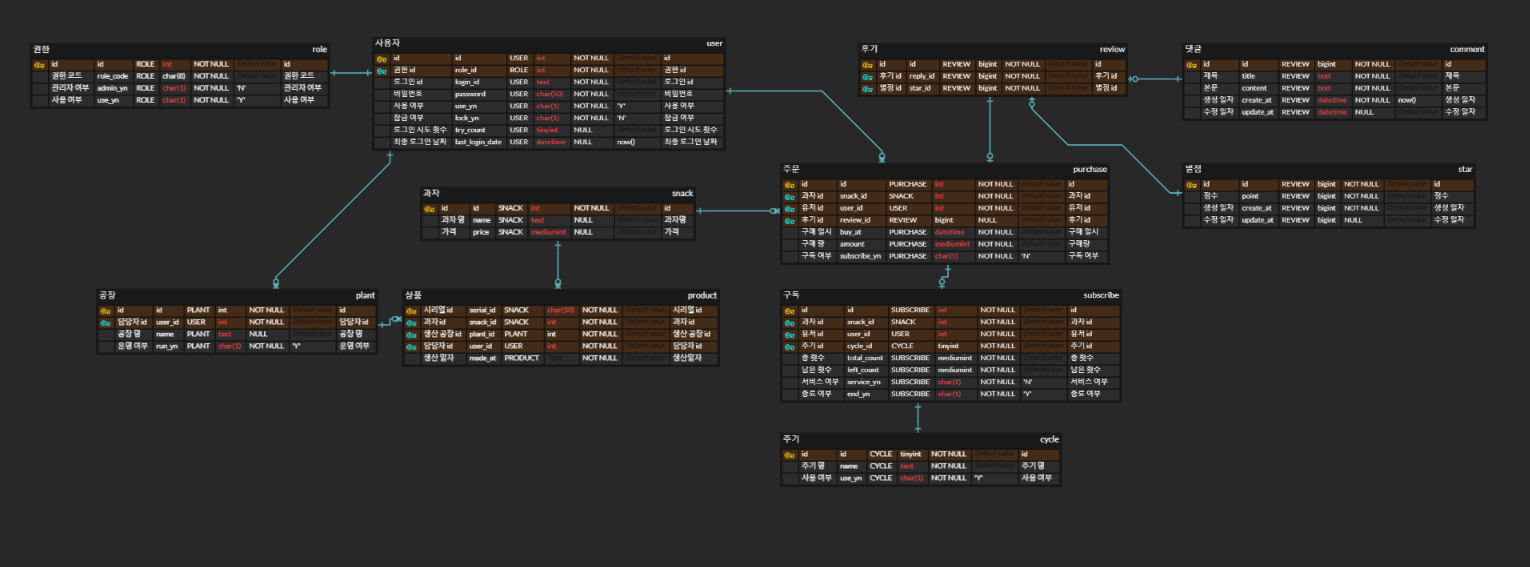 권한 role
id id ROLE int NOT NULL Default value id
권한 코드 role_code ROLE char(8) NOT NULL Default value 권한 코드
관리자 여부 admin_yn ROLE char(1) NOT NULL 'N' 관리자 여부
사용 여부 use_yn ROLE char(1) NOT NULL 'Y' 사용 여부
사용자 user
id id USER int NOT NULL Default value id
권한 id role_id ROLE int NOT NULL Default value 권한 id
로그인 id login_id USER text NOT NULL Default value 로그인 id
비밀번호 password USER char(50) NOT NULL Default value 비밀번호
사용 여부 use_yn USER char(1) NOT NULL 'Y' 사용 여부
잠금 여부 lock_yn USER char(1) NOT NULL 'N' 잠금 여부
로그인 시도 횟수 try_count USER tinyint NULL Default value 로그인 시도 횟수
최종 로그인 날짜 last_login_date USER datetime NULL now() 최종 로그인 날짜
후기 review
id id REVIEW bigint NOT NULL Default value id
후기 id reply_id REVIEW bigint NOT NULL Default value 후기 id
별점 id star_id REVIEW bigint NOT NULL Default value 별점 id
댓글 comment
id id REVIEW bigint NOT NULL Default value id
제목 title REVIEW text NOT NULL Default value 제목
본문 content REVIEW text NOT NULL Default value 본문
생성 일자 create_at REVIEW datetime NOT NULL now() 생성 일자
수정 일자 update_at REVIEW datetime NULL Default value 수정 일자
과자 snack
id id SNACK int NOT NULL Default value id
과자 명 name SNACK text NULL Default value 과자명
가격 price SNACK mediumint NULL Default value 가격
주문 purchase
id id PURCHASE int NOT NULL Default value id
과자 id snack_id SNACK int NOT NULL Default value 과자 id
유저 id user_id USER int NOT NULL Default value 유저 id
후기 id review_id REVIEW bigint NULL Default value 후기 id
구매 일시 buy_at PURCHASE datetime NOT NULL Default value 구매 일시
구매 량 amount PURCHASE mediumint NOT NULL Default value 구매량
구독 여부 subscribe_yn PURCHASE char(1) NOT NULL 'N' 구독 여부
별점 star
id id REVIEW bigint NOT NULL Default value id
점수 point REVIEW bigint NOT NULL Default value 점수
생성 일자 create_at REVIEW bigint NOT NULL Default value 생성 일자
수정 일자 update_at REVIEW bigint NULL Default value 수정 일자
공장 plant
id id PLANT int NOT NULL Default value id
담당자 id user_id USER int NOT NULL Default value 담당자 id
공장 명 name PLANT text NULL Default value 공장 명
운영 여부 run_yn PLANT char(1) NOT NULL 'Y' 운영 여부
상품 product
시리얼 id serial_id SNACK char(50) NOT NULL Default value 시리얼 id
과자 id snack_id SNACK int NOT NULL Default value 과자 id
생산 공장 id plant_id PLANT int NOT NULL Default value 생산 공장 id
담당자 id user_id USER int NOT NULL Default value 담당자 id
생산 일자 made_at PRODUCT Type NOT NULL Default value 생산일자
구독 subscribe
id id SUBSCRIBE int NOT NULL Default value id
과자 id snack_id SNACK int NOT NULL Default value 과자 id
유저 id user_id USER int NOT NULL Default value 유저 id
주기 id cycle_id CYCLE tinyint NOT NULL Default value 주기 id
총 횟수 total_count SUBSCRIBE mediumint NOT NULL Default value 총 횟수
남은 횟수 left_count SUBSCRIBE mediumint NOT NULL Default value 남은 횟수
서비스 여부 service_yn SUBSCRIBE char(1) NOT NULL 'N' 서비스 여부
종료 여부 end_yn SUBSCRIBE char(1) NOT NULL 'Y' 종료 여부
주기 cycle
id id CYCLE tinyint NOT NULL Default value id
주기 명 name CYCLE text NOT NULL Default value 주기 명
사용 여부 use_yn CYCLE char(1) NOT NULL 'Y' 사용 여부